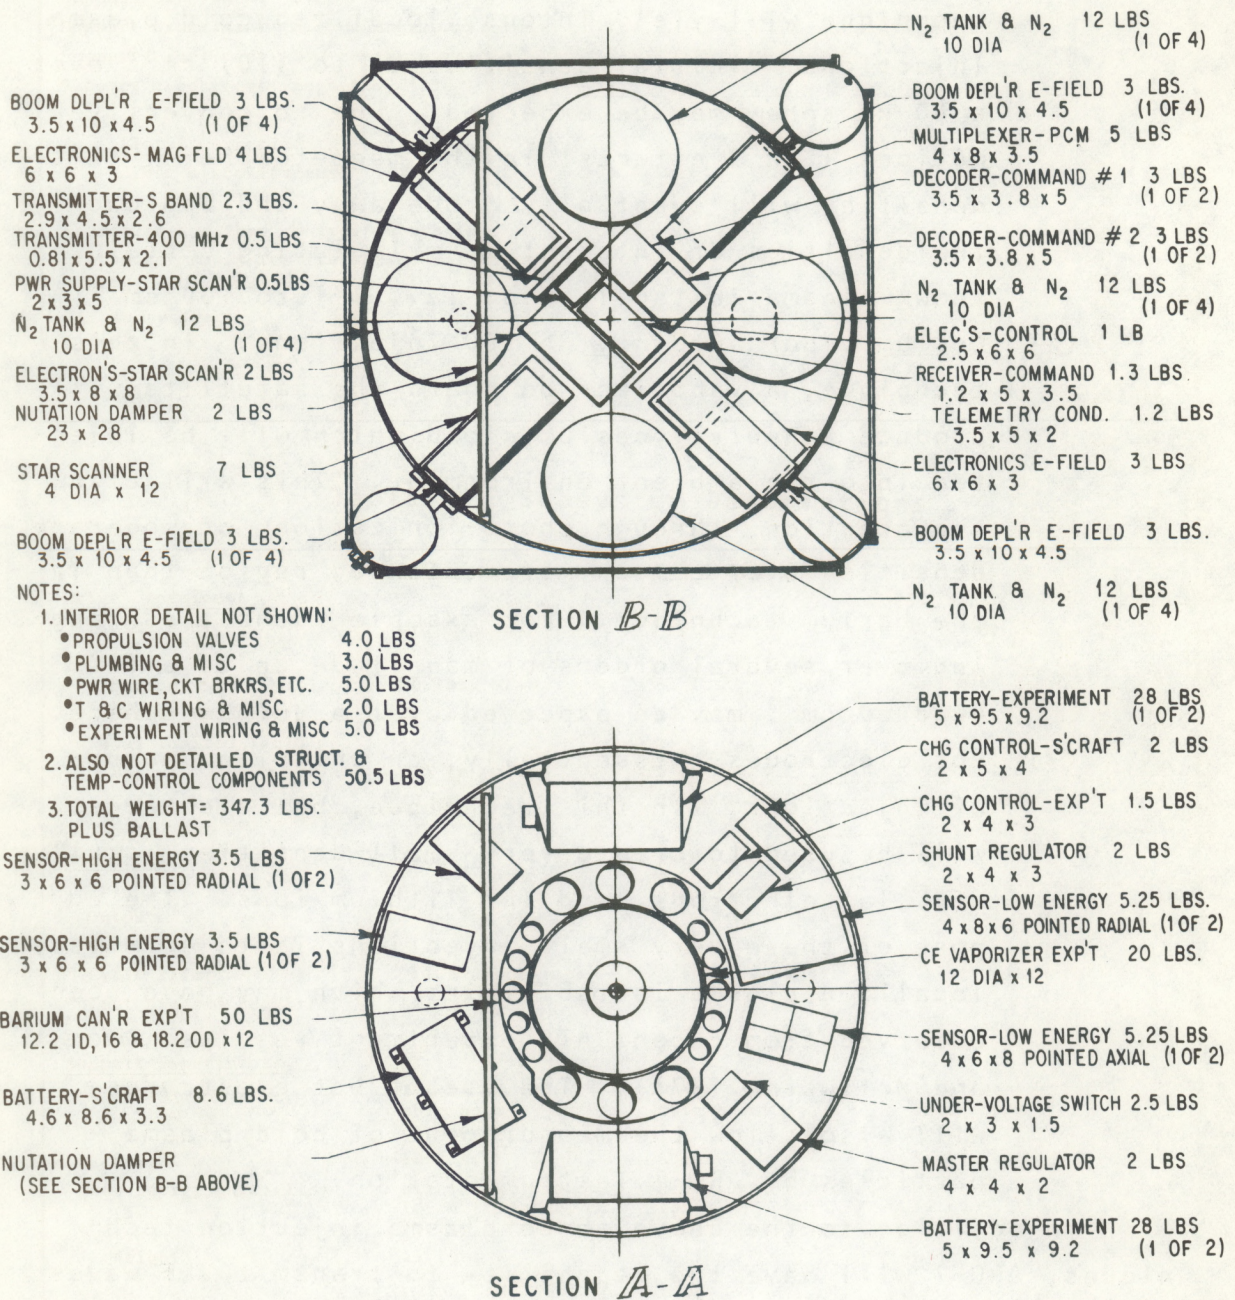 BOOM DLPL'R E-FIELD 3 LBS.
3.5 x 10 x 4.5 (1 OF 4)
ELECTRONICS- MAG FLD 4 LBS
6 x 6 x 3
TRANSMITTER-S BAND 2.3 LBS.
2.9 x 4.5 x 2.6
TRANSMITTER-400 MHz 0.5 LBS
0.81 x 5.5 x 2.1
PWR SUPPLY-STAR SCAN'R 0.5LBS
2 x 3 x 5
N2 TANK & N2 12 LBS
10 DIA (1 OF 4)
ELECTRON'S-STAR SCAN'R 2 LBS
3.5 x 8 x 8
NUTATION DAMPER 2 LBS
23 x 28
STAR SCANNER 7 LBS
4 DIA x 12
BOOM DEPL'R E-FIELD 3 LBS.
3.5 x 10 x 4.5 (1 OF 4)
N2 TANK & N2 12 LBS
10 DIA (1 OF 4)
BOOM DEPL'R E-FIELD 3 LBS.
3.5 x 10 x 4.5 (1 OF 4)
MULTIPLEXER-PCM 5 LBS
4 x 8 x 3.5
DECODER-COMMAND #1 3 LBS
3.5 x 3.8 x 5 (1 OF 2)
DECODER-COMMAND #2 3 LBS
3.5 x 3.8 x 5 (1 OF 2)
N2 TANK & N2 12 LBS
10 DIA (1 OF 4)
ELEC'S-CONTROL 1 LB
2.5 x 6 x 6
RECEIVER-COMMAND 1.3 LBS.
1.2 x 5 x 3.5
TELEMETRY COND. 1.2 LBS
3.5 x 5 x 2
ELECTRONICS E-FIELD 3 LBS
6 x 6 x 3
BOOM DEPL'R E-FIELD 3 LBS.
3.5 x 10 x 4.5
N2 TANK & N2 12 LBS
10 DIA (1 OF 4)
SECTION B-B
NOTES:
1. INTERIOR DETAIL NOT SHOWN:
• PROPULSION VALVES 4.0 LBS
• PLUMBING & MISC 3.0 LBS
• PWR WIRE, CKT BRKRS, ETC. 5.0 LBS
• T & C WIRING & MISC 2.0 LBS
• EXPERIMENT WIRING & MISC 5.0 LBS
2. ALSO NOT DETAILED STRUCT. &
TEMP-CONTROL COMPONENTS 50.5 LBS
3. TOTAL WEIGHT= 347.3 LBS.
PLUS BALLAST
SENSOR-HIGH ENERGY 3.5 LBS
3 x 6 x 6 POINTED RADIAL (1 OF 2)
SENSOR-HIGH ENERGY 3.5 LBS
3 x 6 x 6 POINTED RADIAL (1 OF 2)
BARIUM CAN'R EXP'T 50 LBS
12.2 ID, 16 & 18.2 OD x 12
BATTERY-S'CRAFT 8.6 LBS.
4.6 x 8.6 x 3.3
NUTATION DAMPER
(SEE SECTION B-B ABOVE)
BATTERY-EXPERIMENT 28 LBS
5 x 9.5 x 9.2 (1 OF 2)
CHG CONTROL-S'CRAFT 2 LBS
2 x 5 x 4
CHG CONTROL-EXP'T 1.5 LBS
2 x 4 x 3
SHUNT REGULATOR 2 LBS
2 x 4 x 3
SENSOR-LOW ENERGY 5.25 LBS.
4 x 8 x 6 POINTED RADIAL (1 OF 2)
CE VAPORIZER EXP'T 20 LBS.
12 DIA x 12
SENSOR-LOW ENERGY 5.25 LBS
4 x 6 x 8 POINTED AXIAL (1 OF 2)
UNDER-VOLTAGE SWITCH 2.5 LBS
2 x 3 x 1.5
MASTER REGULATOR 2 LBS
4 x 4 x 2
BATTERY-EXPERIMENT 28 LBS
5 x 9.5 x 9.2 (1 OF 2)
SECTION A-A